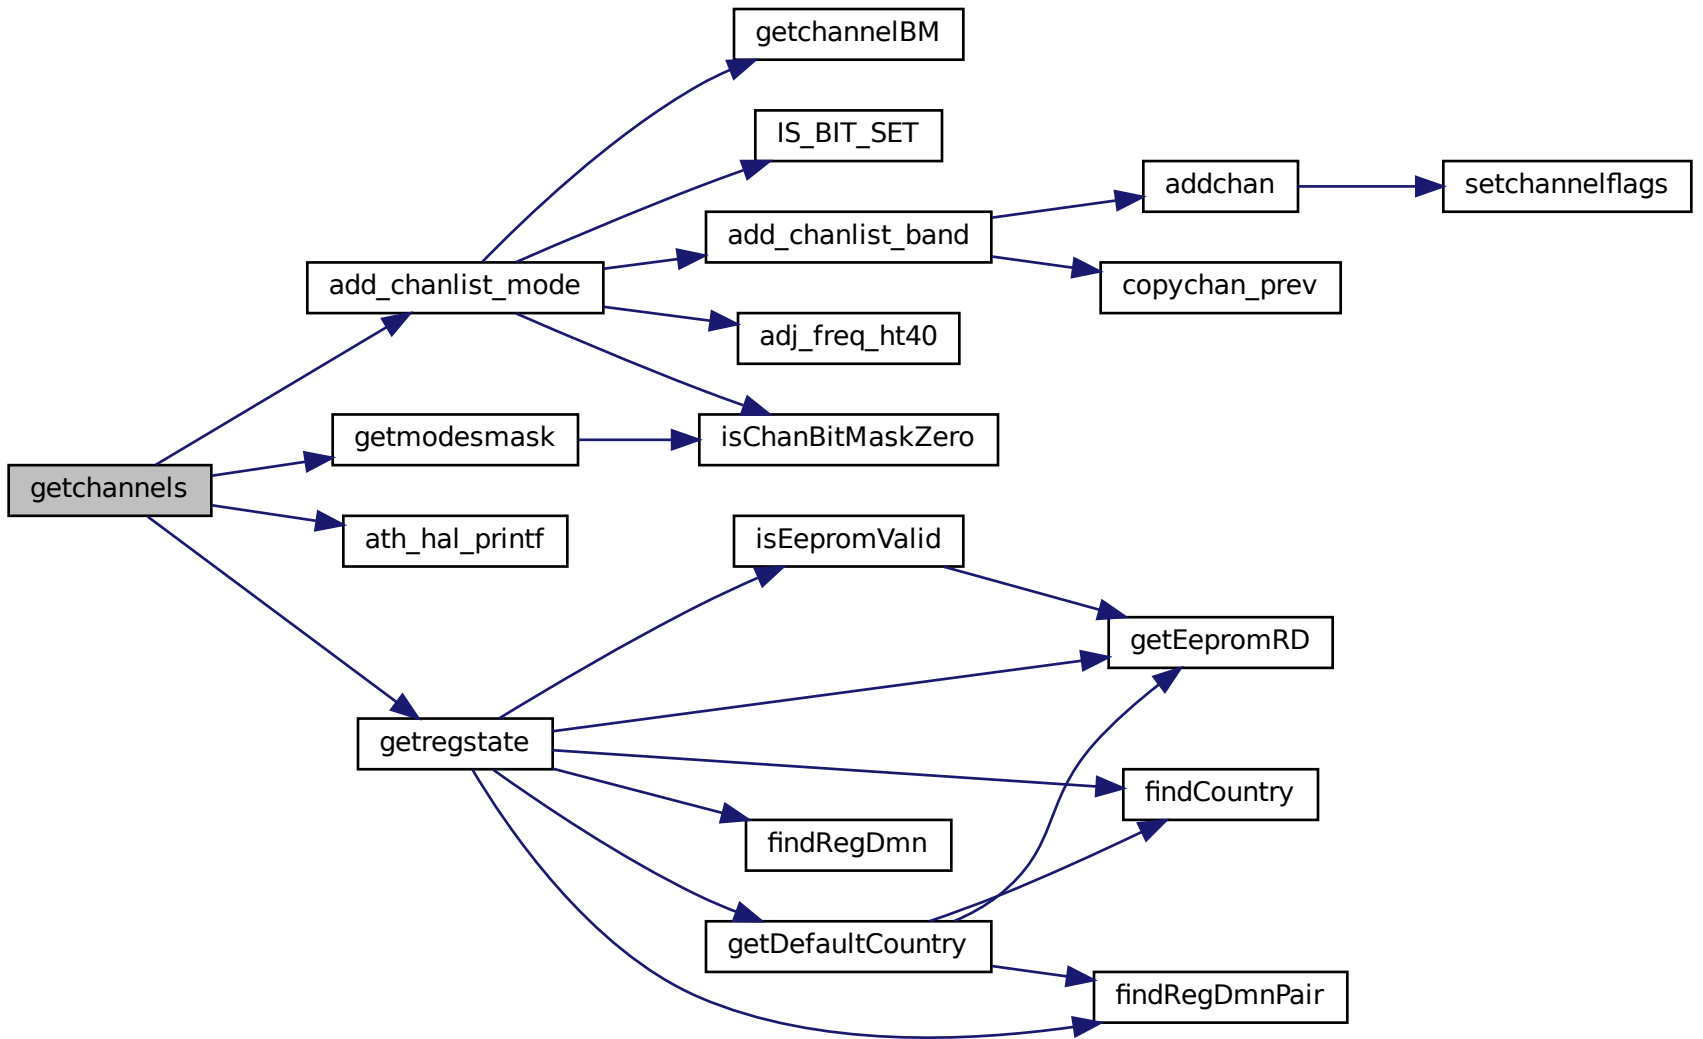 getchannelBM
IS_BIT_SET
addchan
setchannelflags
add_chanlist_band
add_chanlist_mode
copychan_prev
adj_freq_ht40
getmodesmask
isChanBitMaskZero
getchannels
ath_hal_printf
isEepromValid
getEepromRD
getregstate
findCountry
findRegDmn
getDefaultCountry
findRegDmnPair